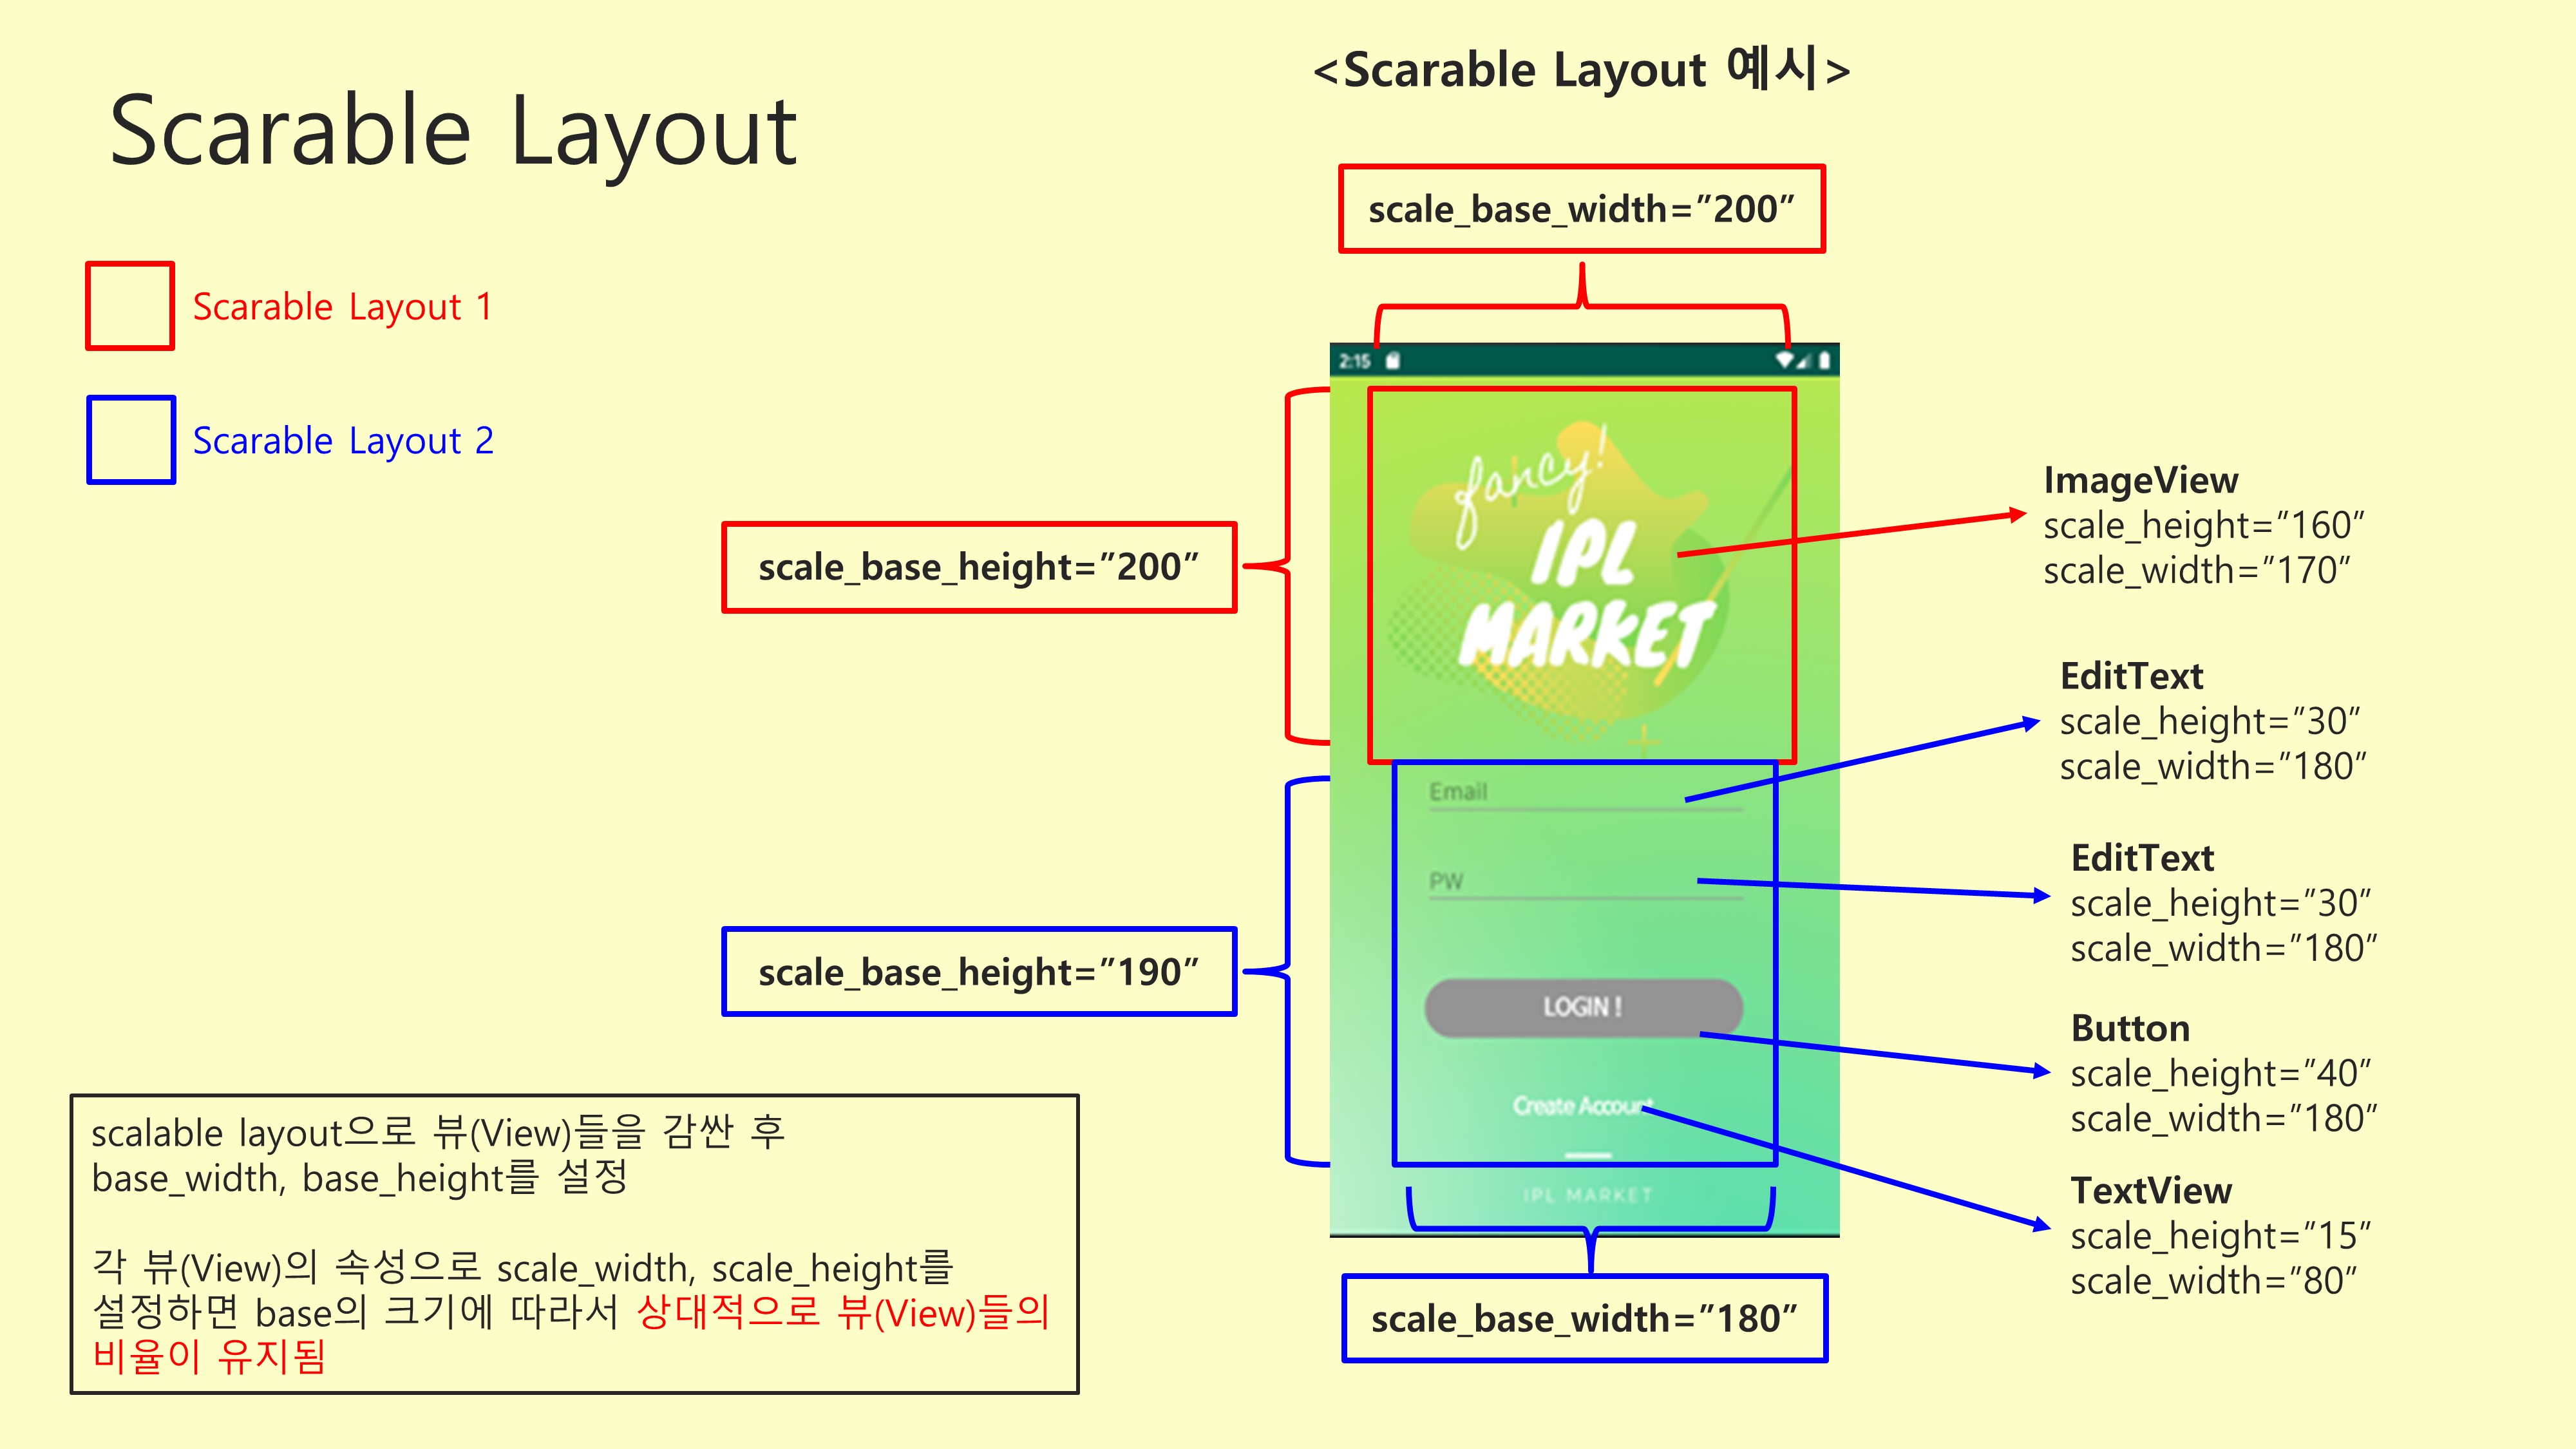 Scarable Layout
Scarable Layout 1
Scarable Layout 2
<Scarable Layout 예시>
scale_base_width=”200”
scale_base_height=”200”
scale_base_height=”190”
scale_base_width=”180”
2:15
fancy!
IPL
MARKET
Email
PW
LOGIN !
Create Account
IPL MARKET
ImageView
scale_height=”160”
scale_width=”170”
EditText
scale_height=”30”
scale_width=”180”
EditText
scale_height=”30”
scale_width=”180”
Button
scale_height=”40”
scale_width=”180”
TextView
scale_height=”15”
scale_width=”80”
scalable layout으로 뷰(View)들을 감싼 후
base_width, base_height를 설정
각 뷰(View)의 속성으로 scale_width, scale_height를
설정하면 base의 크기에 따라서 상대적으로 뷰(View)들의
비율이 유지됨